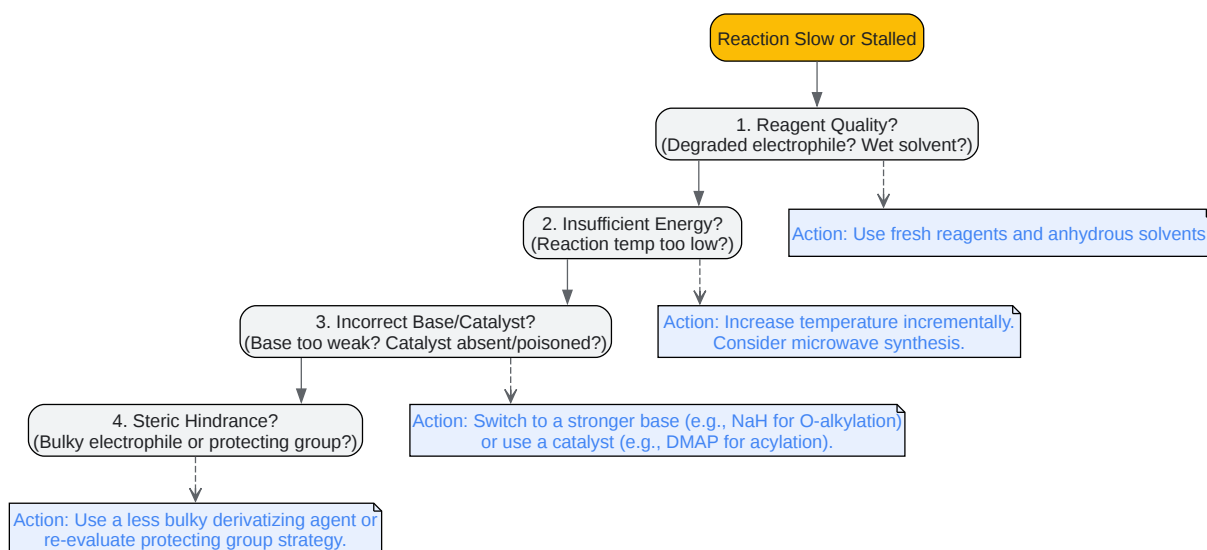 Reaction Slow or Stalled
1. Reagent Quality?
(Degraded electrophile? Wet solvent?)
2. Insufficient Energy?
(Reaction temp too low?)
Action: Use fresh reagents and anhydrous solvents.
3. Incorrect Base/Catalyst?
(Base too weak? Catalyst absent/poisoned?)
Action: Increase temperature incrementally.
Consider microwave synthesis.
4. Steric Hindrance?
(Bulky electrophile or protecting group?)
Action: Switch to a stronger base (e.g., NaH for O-alkylation)
or use a catalyst (e.g., DMAP for acylation).
Action: Use a less bulky derivatizing agent or
re-evaluate protecting group strategy.